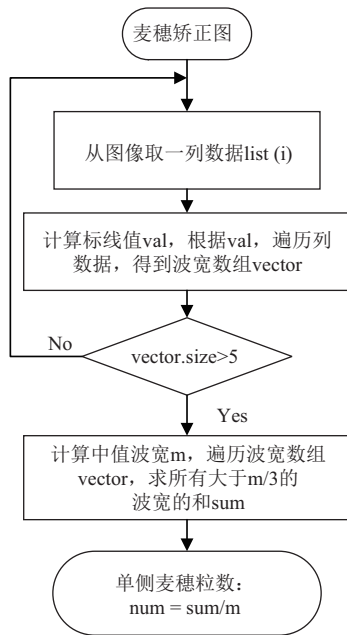 麦穗矫正图
从图像取一列数据list (i)
计算标线值val，根据val，遍历列
数据，得到波宽数组vector
No
vector.size>5
Yes
计算中值波宽m，遍历波宽数组
vector，求所有大于m/3的
波宽的和sum
单侧麦穗粒数：
num = sum/m